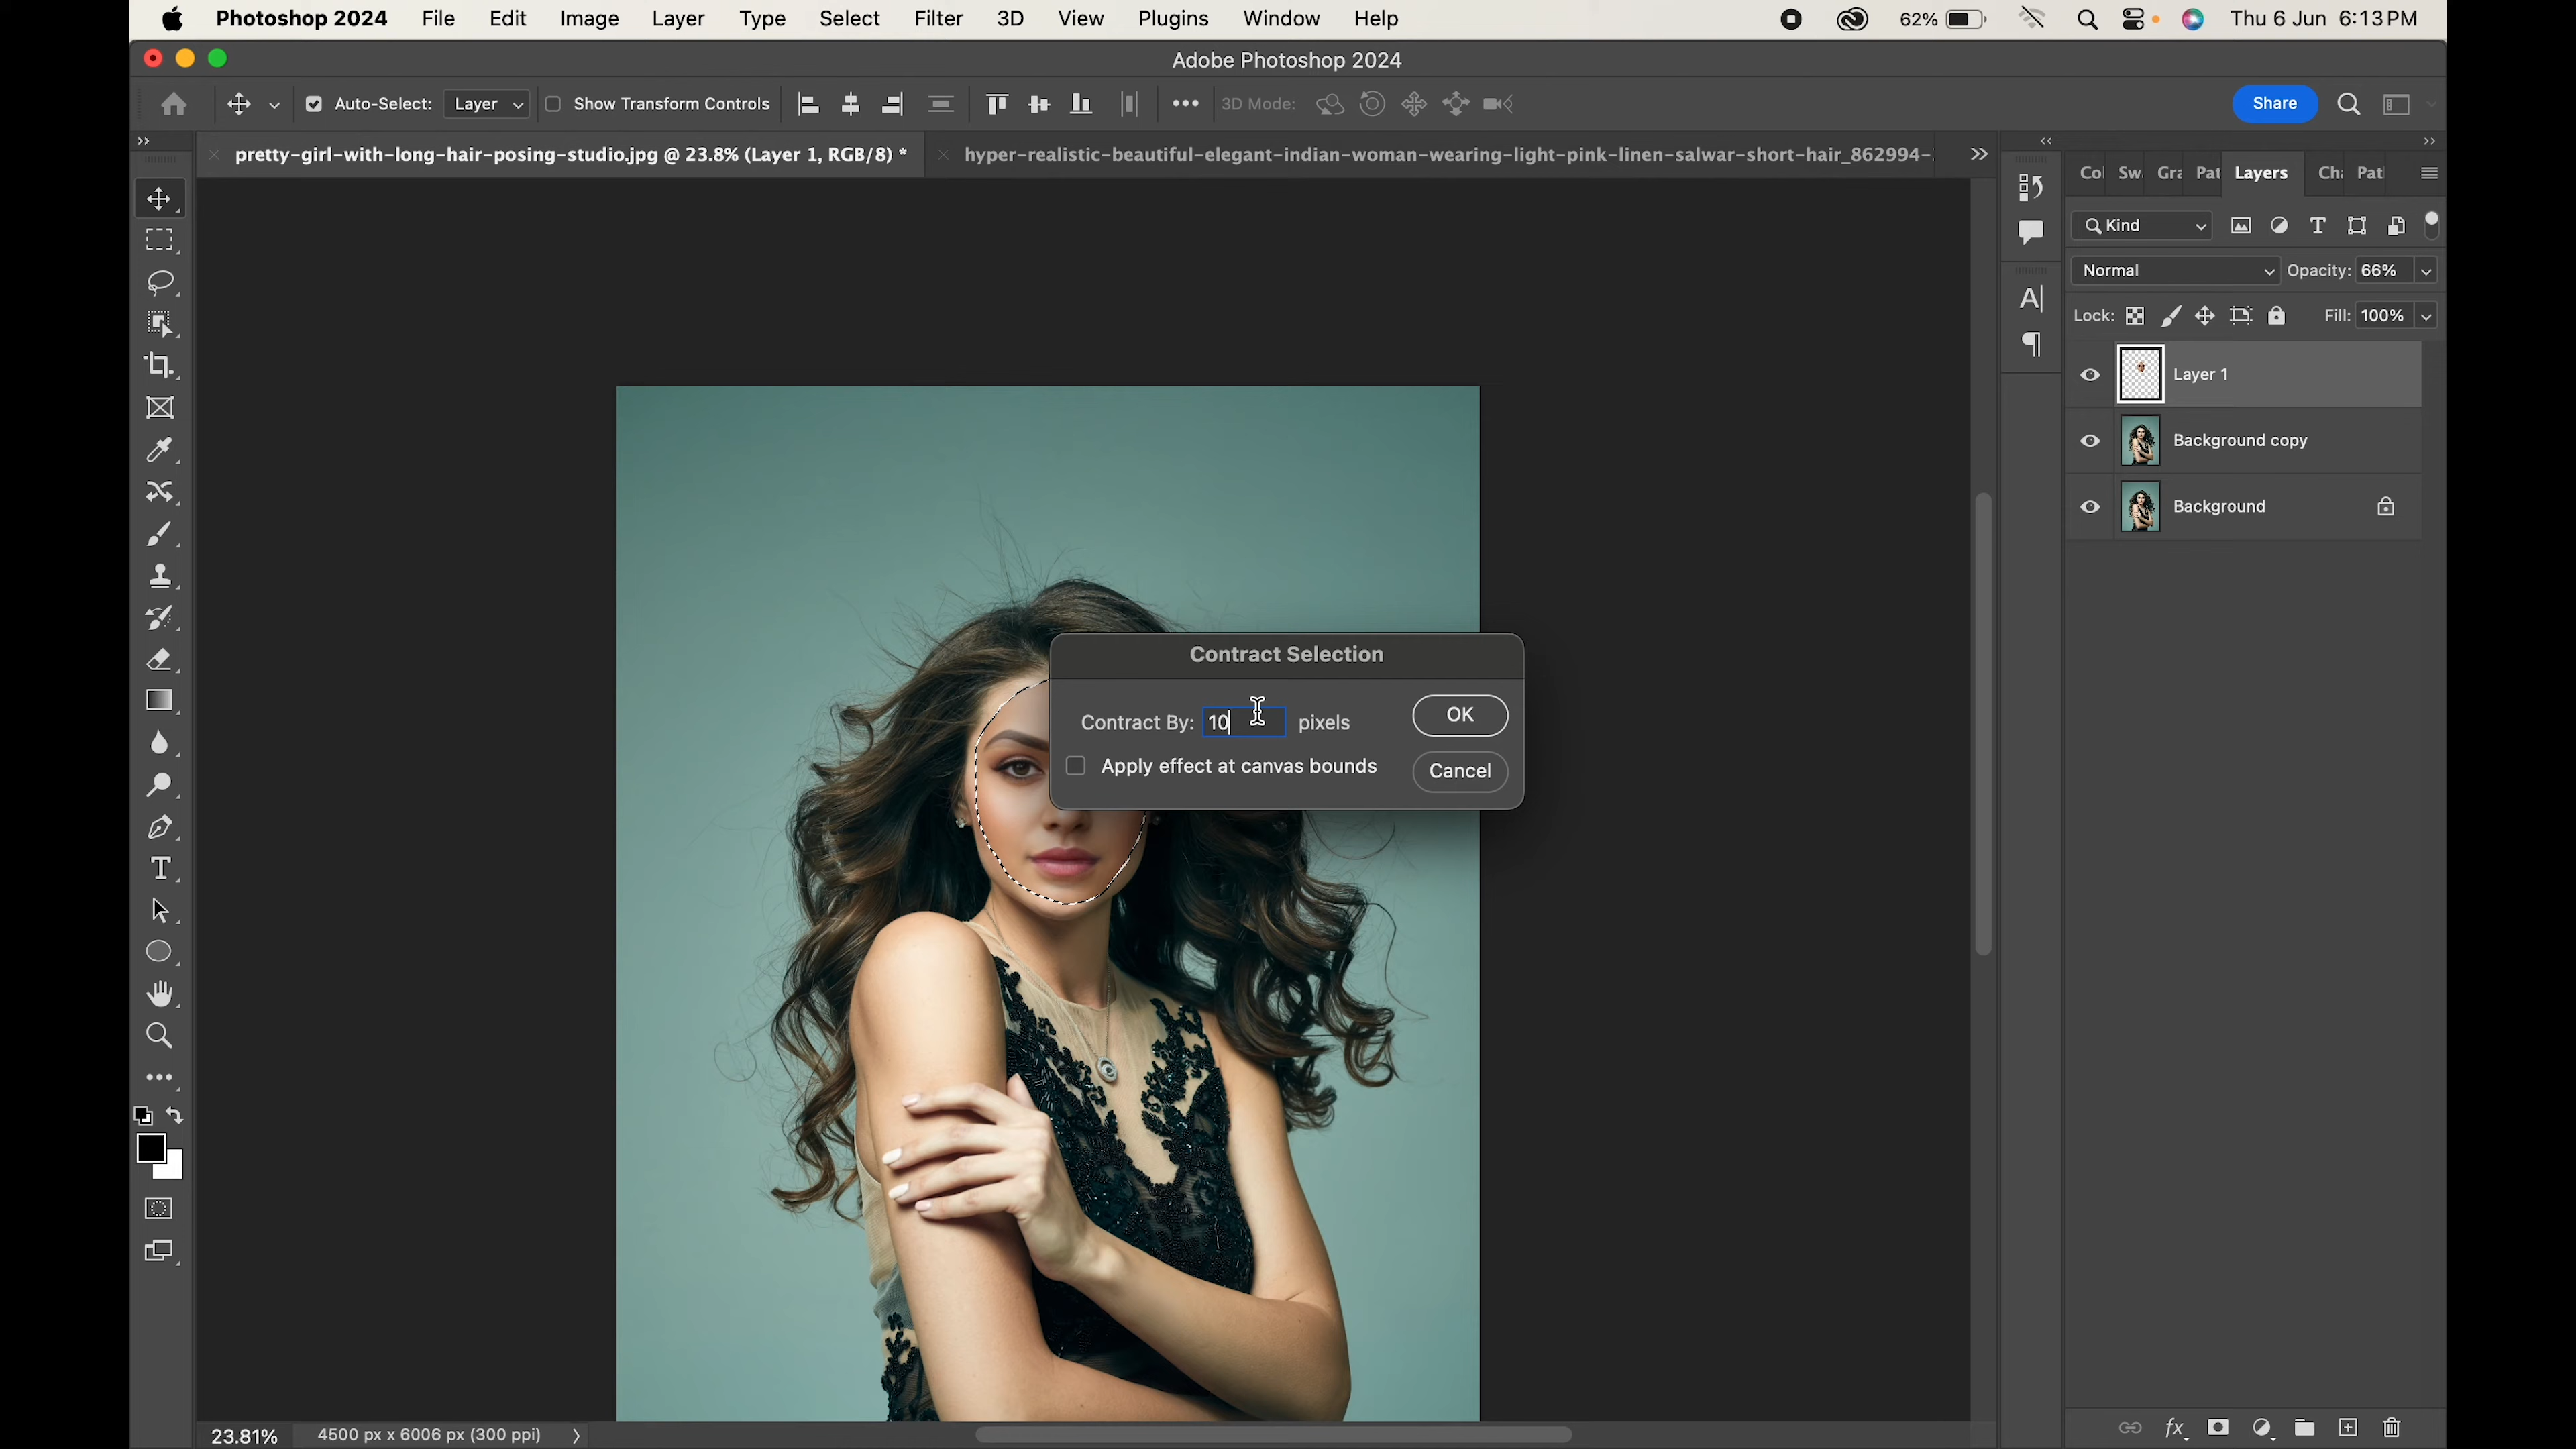 Photoshop 2024 File Edit Image Layer Type Select Filter 3D View Plugins Window Help 62% Thu 6 Jun 6:13 PM
Adobe Photoshop 2024
Auto-Select: Layer Show Transform Controls 3D Mode: Share
pretty-girl-with-long-hair-posing-studio.jpg @ 23.8% (Layer 1, RGB/8) * hyper-realistic-beautiful-elegant-indian-woman-wearing-light-pink-linen-salwar-short-hair_862994-
Col Sw Gra Pat Layers Cha Pat
Kind
Normal Opacity: 66%
Lock: Fill: 100%
Layer 1
Background copy
Background
Contract Selection
Contract By: 10 pixels OK
Apply effect at canvas bounds Cancel
23.81% 4500 px x 6006 px (300 ppi)